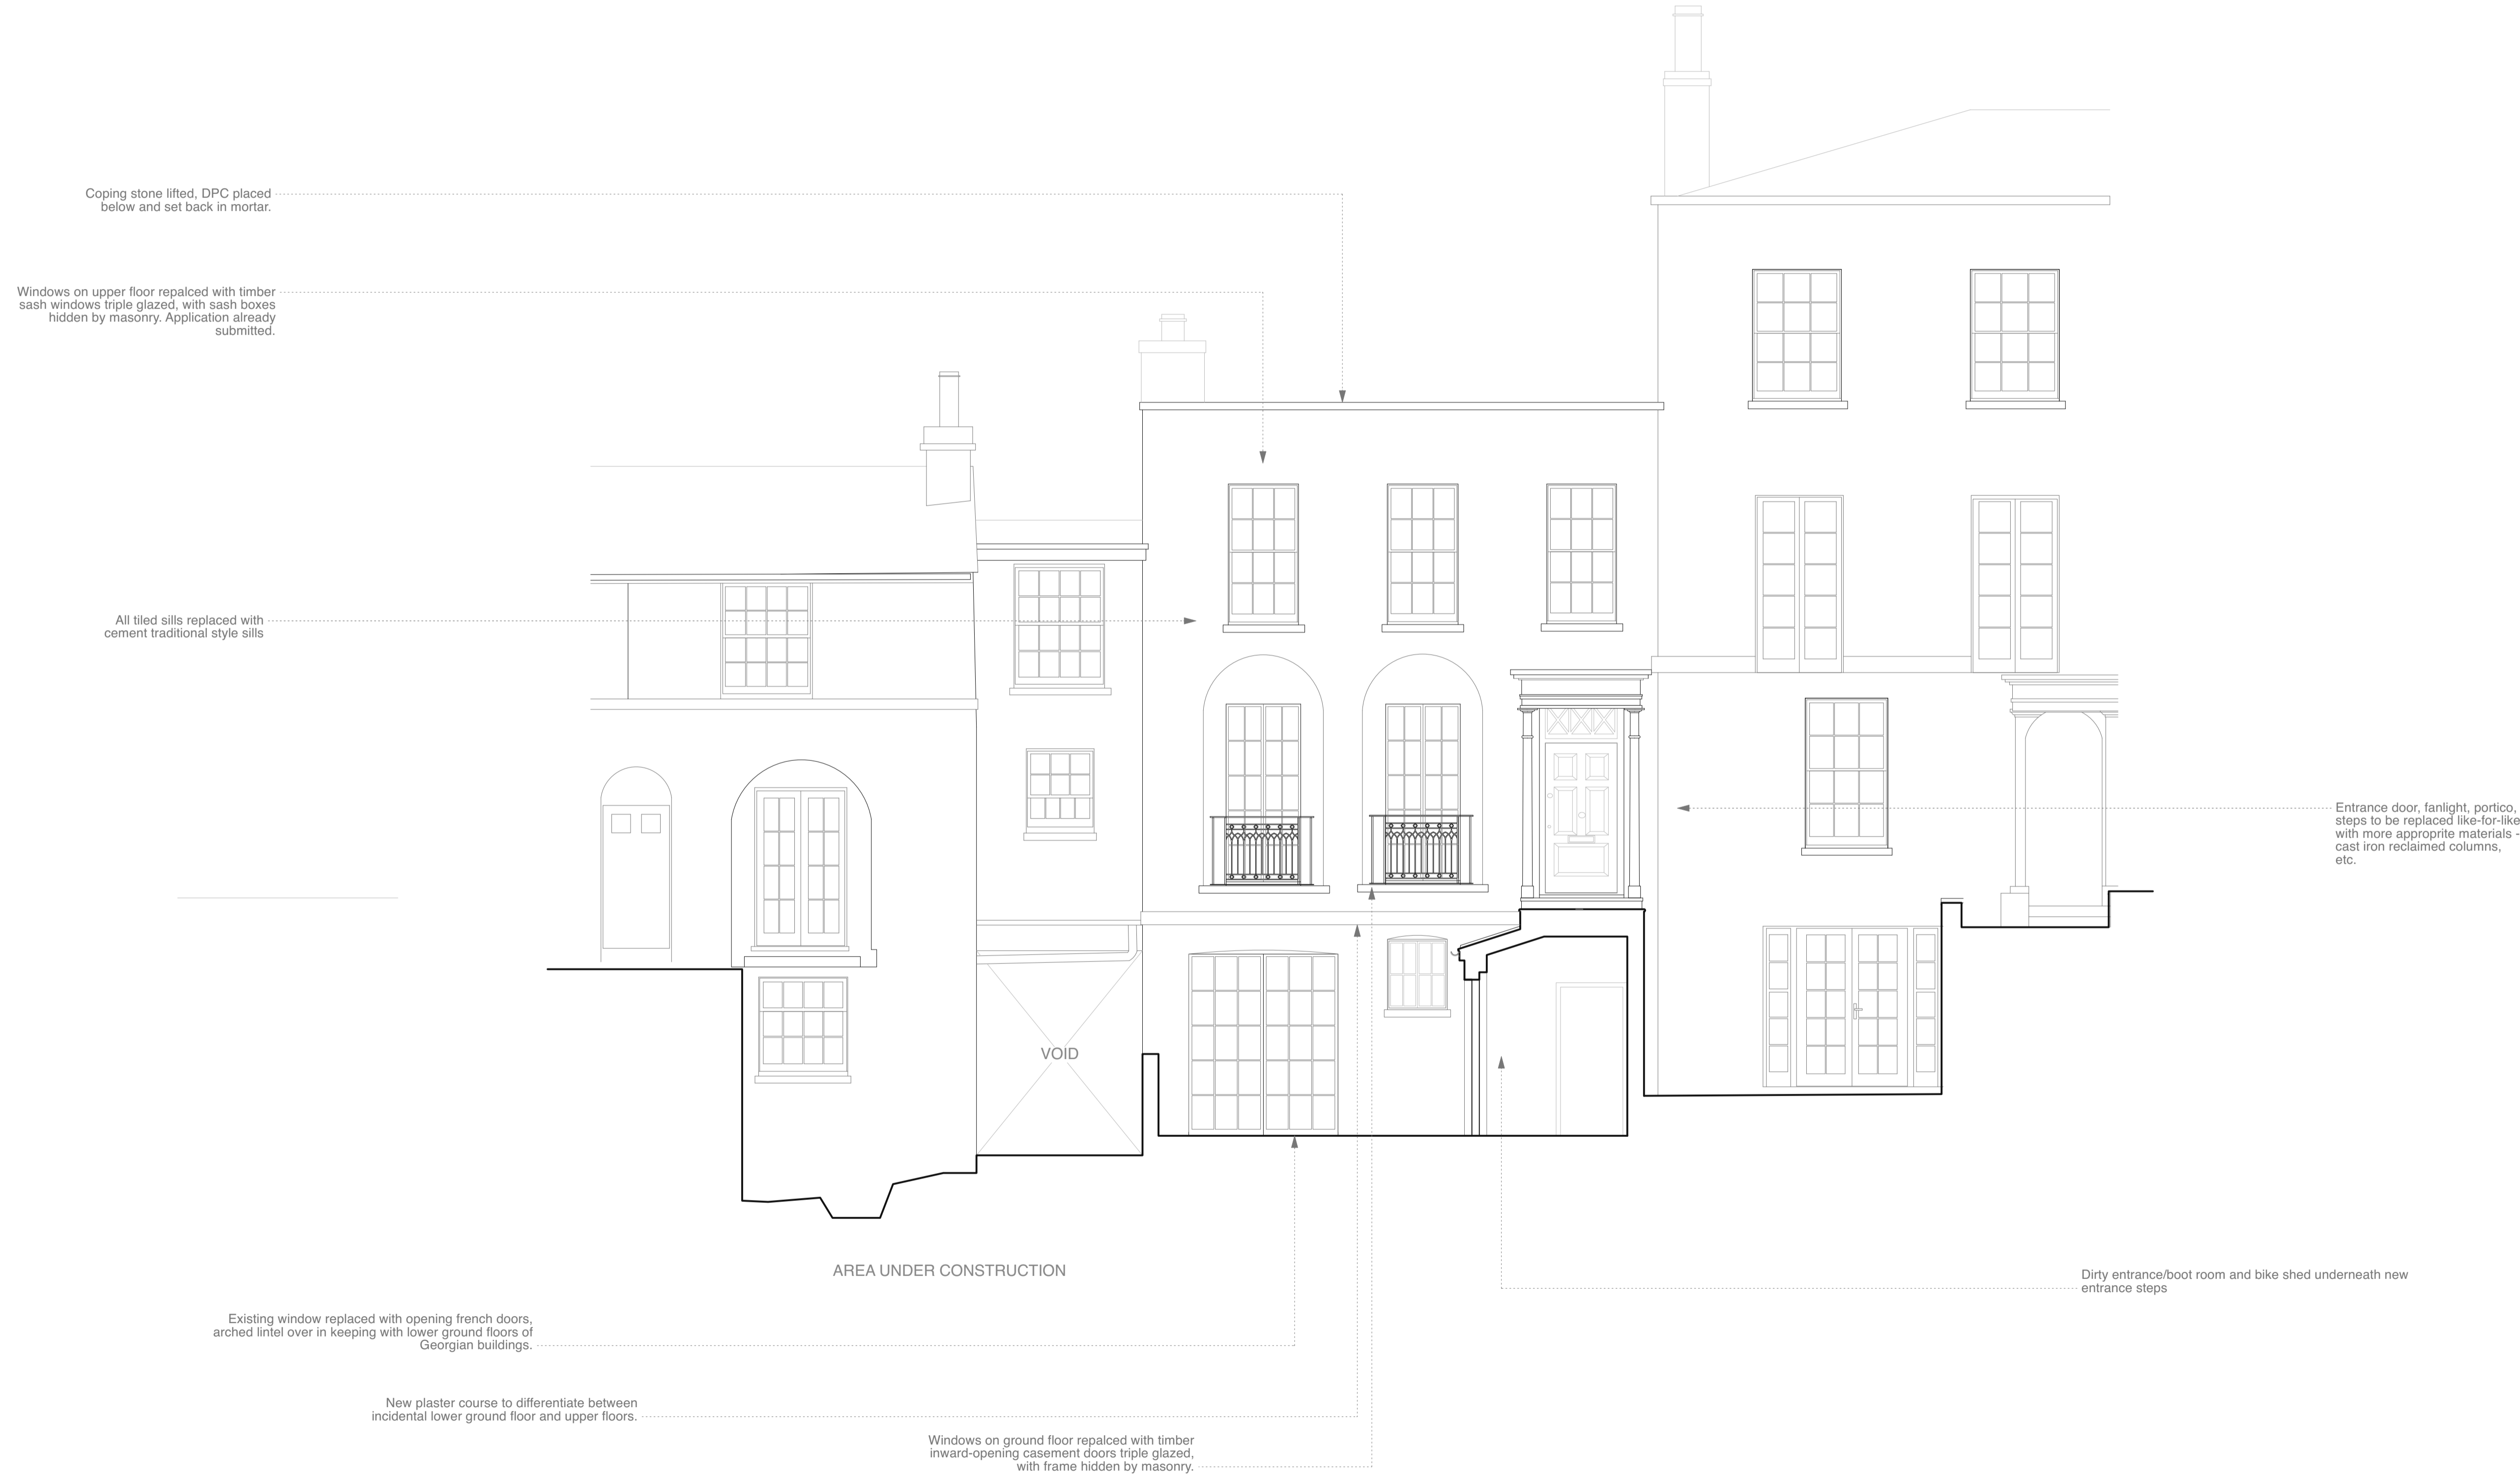 Coping stone lifted, DPC placed
below and set back in mortar.
Windows on upper floor repalced with timber
sash windows triple glazed, with sash boxes
hidden by masonry. Application already
submitted.
All tiled sills replaced with
cement traditional style sills
Entrance door, fanlight, portico,
steps to be replaced like-for-like
with more approprite materials -
cast iron reclaimed columns,
etc.
VOID
AREA UNDER CONSTRUCTION
Dirty entrance/boot room and bike shed underneath new
entrance steps
Existing window replaced with opening french doors,
arched lintel over in keeping with lower ground floors of
Georgian buildings.
New plaster course to differentiate between
incidental lower ground floor and upper floors.
Windows on ground floor repalced with timber
inward-opening casement doors triple glazed,
with frame hidden by masonry.